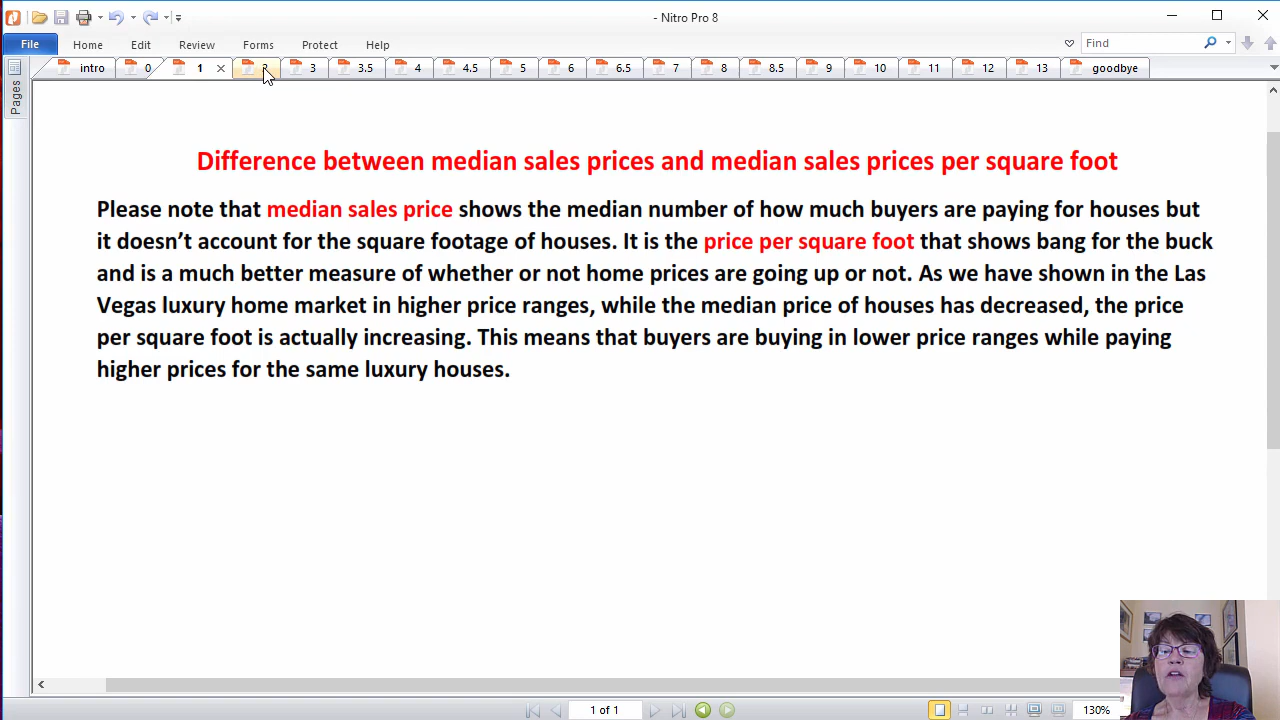 - Nitro Pro 8
File Home Edit Review Forms Protect Help Find
intro 0 1 2 3 3.5 4 4.5 5 6 6.5 7 8 8.5 9 10 11 12 13 goodbye
Pages
Difference between median sales prices and median sales prices per square foot
Please note that median sales price shows the median number of how much buyers are paying for houses but
it doesn’t account for the square footage of houses. It is the price per square foot that shows bang for the buck
and is a much better measure of whether or not home prices are going up or not. As we have shown in the Las
Vegas luxury home market in higher price ranges, while the median price of houses has decreased, the price
per square foot is actually increasing. This means that buyers are buying in lower price ranges while paying
higher prices for the same luxury houses.
1 of 1 130%